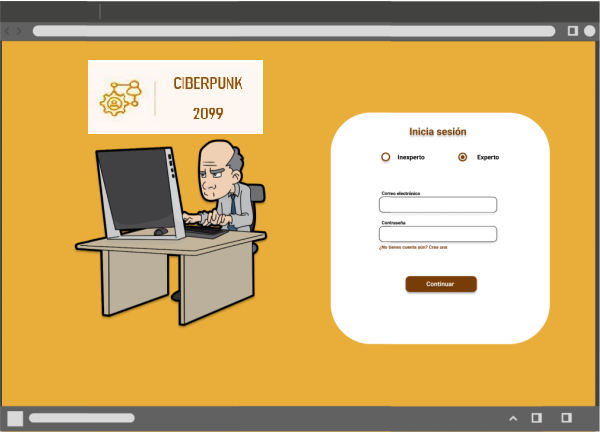 CIBERPUNK
2099
Inicia sesión
Inexperto
Experto
Correo electrónico
Contraseña
¿No tienes cuenta aún? Crea una
Continuar